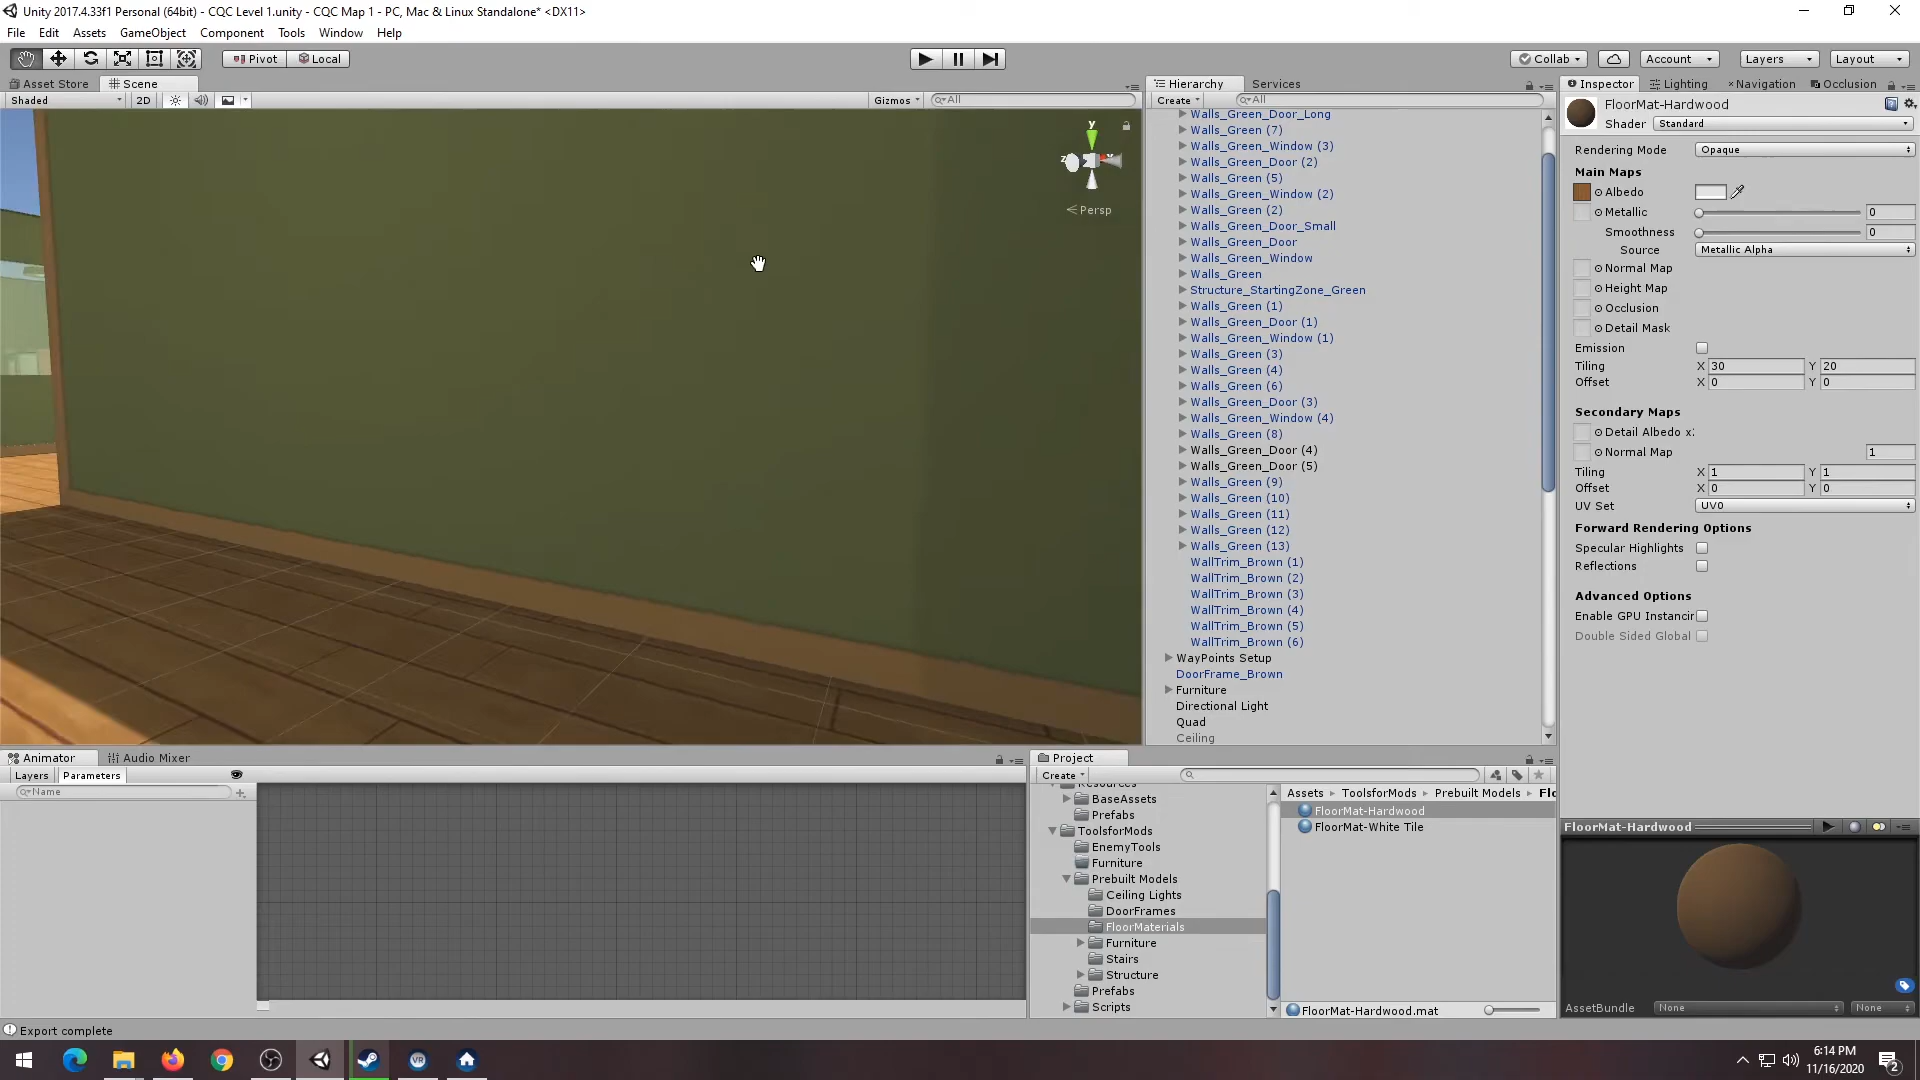 Unity 2017.4.33f1 Personal (64bit) - CQC Level 1.unity - CQC Map 1 - PC, Mac & Linux Standalone* <DX11>
File Edit Assets GameObject Component Tools Window Help
Pivot Local Collab Account Layers Layout
Asset Store Scene
Shaded 2D Gizmos All
y
z x
Persp
Hierarchy Services
Create All
Walls_Green_Door_Long
Walls_Green (7)
Walls_Green_Window (3)
Walls_Green_Door (2)
Walls_Green (5)
Walls_Green_Window (2)
Walls_Green (2)
Walls_Green_Door_Small
Walls_Green_Door
Walls_Green_Window
Walls_Green
Structure_StartingZone_Green
Walls_Green (1)
Walls_Green_Door (1)
Walls_Green_Window (1)
Walls_Green (3)
Walls_Green (4)
Walls_Green (6)
Walls_Green_Door (3)
Walls_Green_Window (4)
Walls_Green (8)
Walls_Green_Door (4)
Walls_Green_Door (5)
Walls_Green (9)
Walls_Green (10)
Walls_Green (11)
Walls_Green (12)
Walls_Green (13)
WallTrim_Brown (1)
WallTrim_Brown (2)
WallTrim_Brown (3)
WallTrim_Brown (4)
WallTrim_Brown (5)
WallTrim_Brown (6)
WayPoints Setup
DoorFrame_Brown
Furniture
Directional Light
Quad
Ceiling
Inspector Lighting Navigation Occlusion
FloorMat-Hardwood
Shader Standard
Rendering Mode Opaque
Main Maps
Albedo
Metallic 0
Smoothness 0
Source Metallic Alpha
Normal Map
Height Map
Occlusion
Detail Mask
Emission
Tiling X 30 Y 20
Offset X 0 Y 0
Secondary Maps
Detail Albedo x2
Normal Map 1
Tiling X 1 Y 1
Offset X 0 Y 0
UV Set UV0
Forward Rendering Options
Specular Highlights
Reflections
Advanced Options
Enable GPU Instancin
Double Sided Global
FloorMat-Hardwood
AssetBundle None None
Animator Audio Mixer
Layers Parameters
Name
Project
Create
Resources
BaseAssets
Prefabs
ToolsforMods
EnemyTools
Furniture
Prebuilt Models
Ceiling Lights
DoorFrames
FloorMaterials
Furniture
Stairs
Structure
Prefabs
Scripts
Assets ToolsforMods Prebuilt Models Flo
FloorMat-Hardwood
FloorMat-White Tile
FloorMat-Hardwood.mat
Export complete
VR
6:14 PM
11/16/2020
2